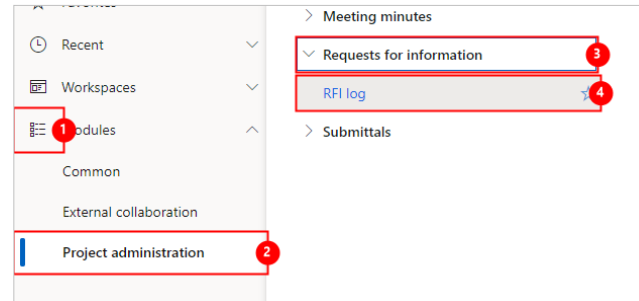 Recent
Workspaces
1
Modules
Common
External collaboration
Project administration
2
Meeting minutes
Requests for information
3
RFI log
4
Submittals